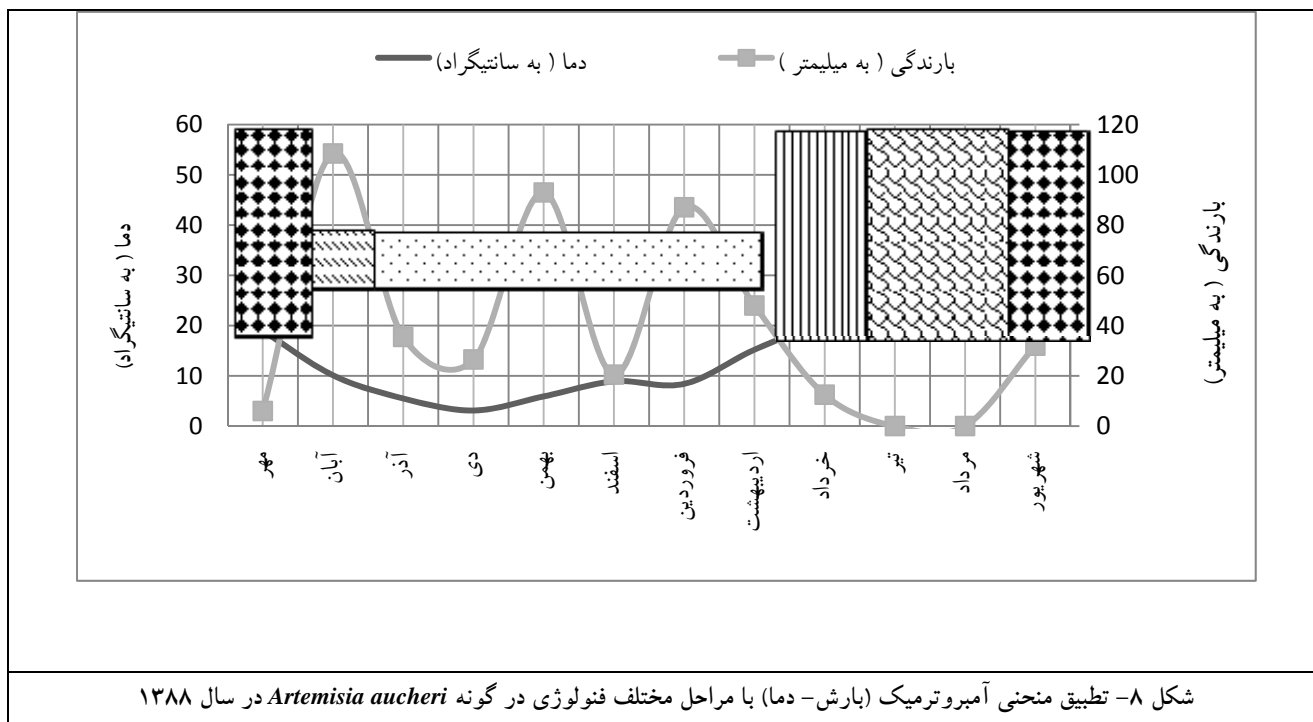 دما ( به سانتیگراد)
بارندگی ( به میلیمتر )
60
50
40
30
20
10
0
دما ( به سانتیگراد)
120
100
80
60
40
20
0
بارندگی ( به میلیمتر)
مهر
آبان
آذر
دی
بهمن
اسفند
فروردین
اردیبهشت
خرداد
تیر
مرداد
شهریور
شکل ۸- تطبیق منحنی آمبروترمیک (بارش- دما) با مراحل مختلف فنولوژی در گونه Artemisia aucheri در سال ۱۳۸۸